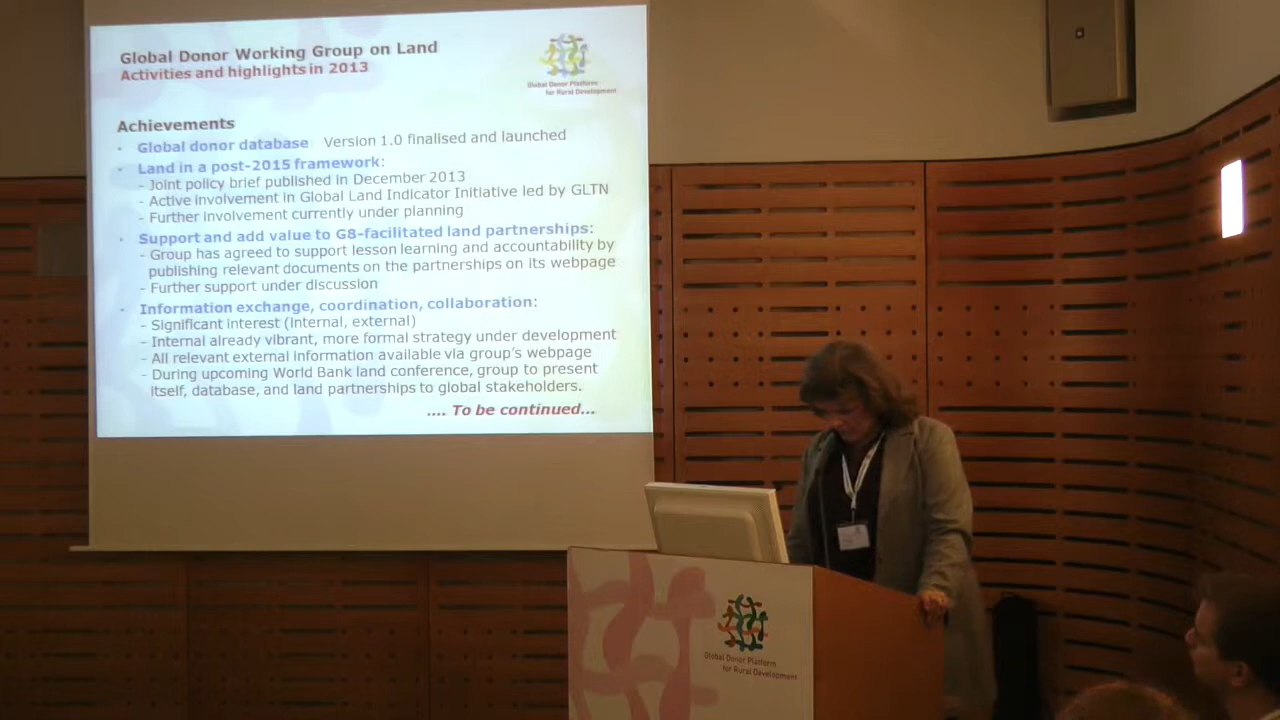 Global Donor Working Group on Land
Activities and highlights in 2013
Global Donor Platform
for Rural Development
Achievements
• Global donor database Version 1.0 finalised and launched
• Land in a post-2015 framework:
- Joint policy brief published in December 2013
- Active involvement in Global Land Indicator Initiative led by GLTN
- Further involvement currently under planning
• Support and add value to G8-facilitated land partnerships:
- Group has agreed to support lesson learning and accountability by
publishing relevant documents on the partnerships on its webpage
- Further support under discussion
• Information exchange, coordination, collaboration:
- Significant interest (internal, external)
- Internal already vibrant, more formal strategy under development
- All relevant external information available via group's webpage
- During upcoming World Bank land conference, group to present
itself, database, and land partnerships to global stakeholders.
.... To be continued...
Global Donor Platform
for Rural Development